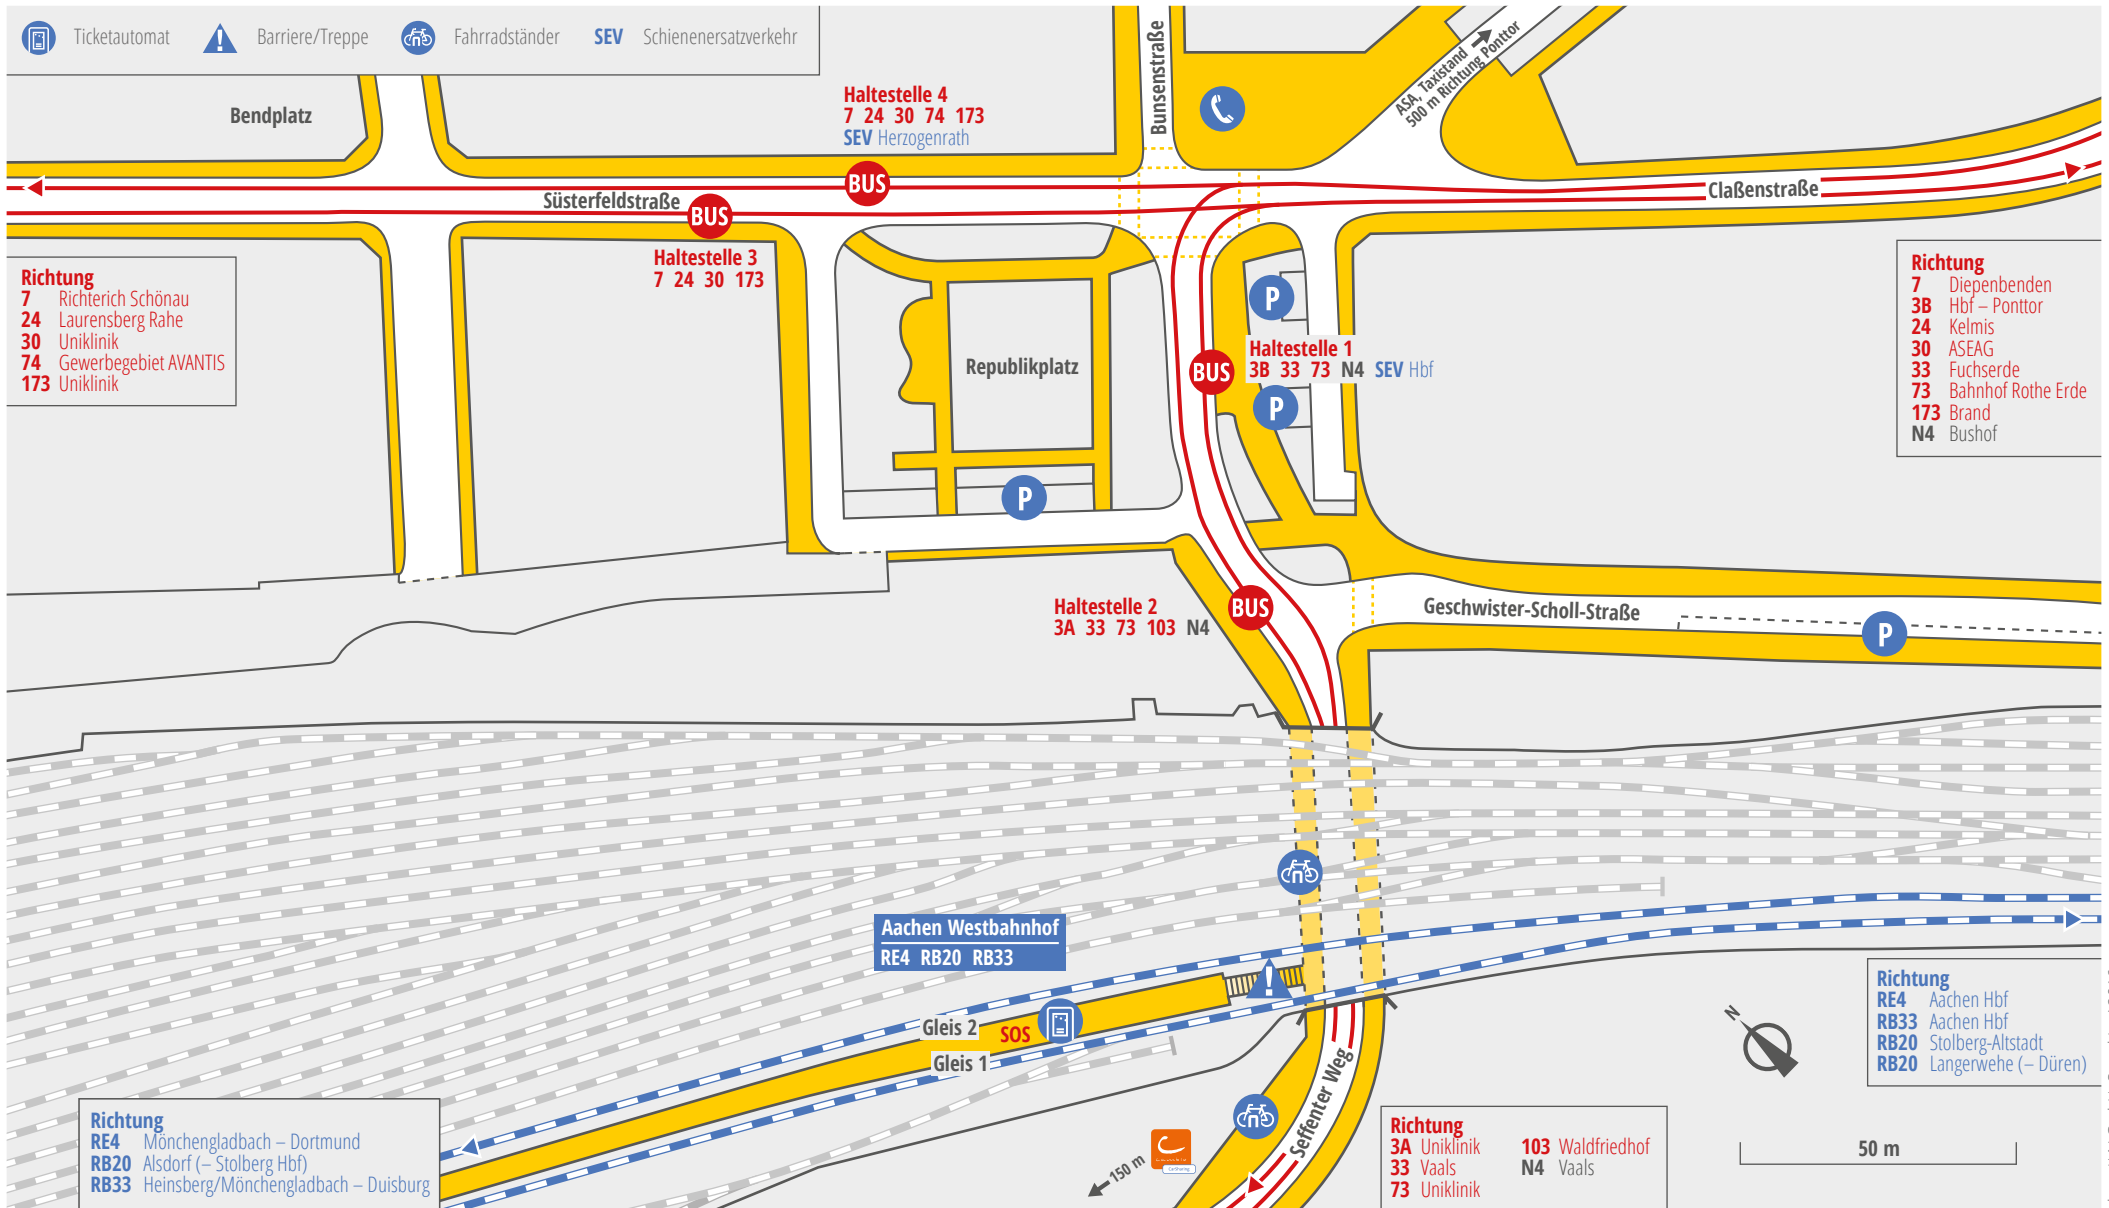 Ticketautomat
Barriere/Treppe
Fahrradständer
SEV Schienenersatzverkehr
Bendplatz
Haltestelle 4
7 24 30 74 173
SEV Herzogenrath
Bunsenstraße
ASA, Taxistand
500 m Richtung Ponttor
Süsterfeldstraße
BUS
BUS
Claßenstraße
Haltestelle 3
7 24 30 173
Richtung
7 Richterich Schönau
24 Laurensberg Rahe
30 Uniklinik
74 Gewerbegebiet AVANTIS
173 Uniklinik
Richtung
7 Diepenbenden
3B Hbf – Ponttor
24 Kelmis
30 ASEAG
33 Fuchserde
73 Bahnhof Rothe Erde
173 Brand
N4 Bushof
P
Republikplatz
BUS
Haltestelle 1
3B 33 73 N4 SEV Hbf
P
P
Haltestelle 2
3A 33 73 103 N4
BUS
Geschwister-Scholl-Straße
P
Aachen Westbahnhof
RE4 RB20 RB33
Gleis 2
SOS
Gleis 1
Richtung
RE4 Mönchengladbach – Dortmund
RB20 Alsdorf (– Stolberg Hbf)
RB33 Heinsberg/Mönchengladbach – Duisburg
150 m
CarSharing
Seffenter Weg
Richtung
3A Uniklinik
33 Vaals
73 Uniklinik
103 Waldfriedhof
N4 Vaals
N
Richtung
RE4 Aachen Hbf
RB33 Aachen Hbf
RB20 Stolberg-Altstadt
RB20 Langerwehe (– Düren)
50 m